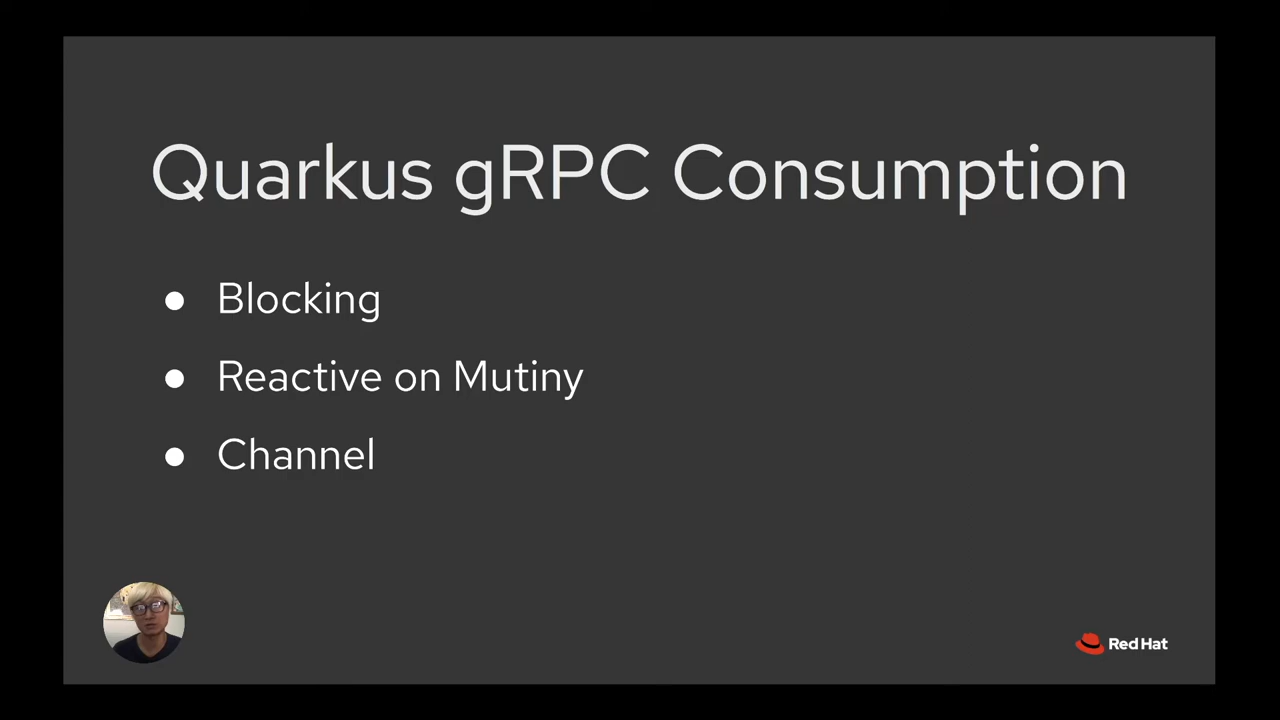 Quarkus gRPC Consumption
● Blocking
● Reactive on Mutiny
● Channel
Red Hat